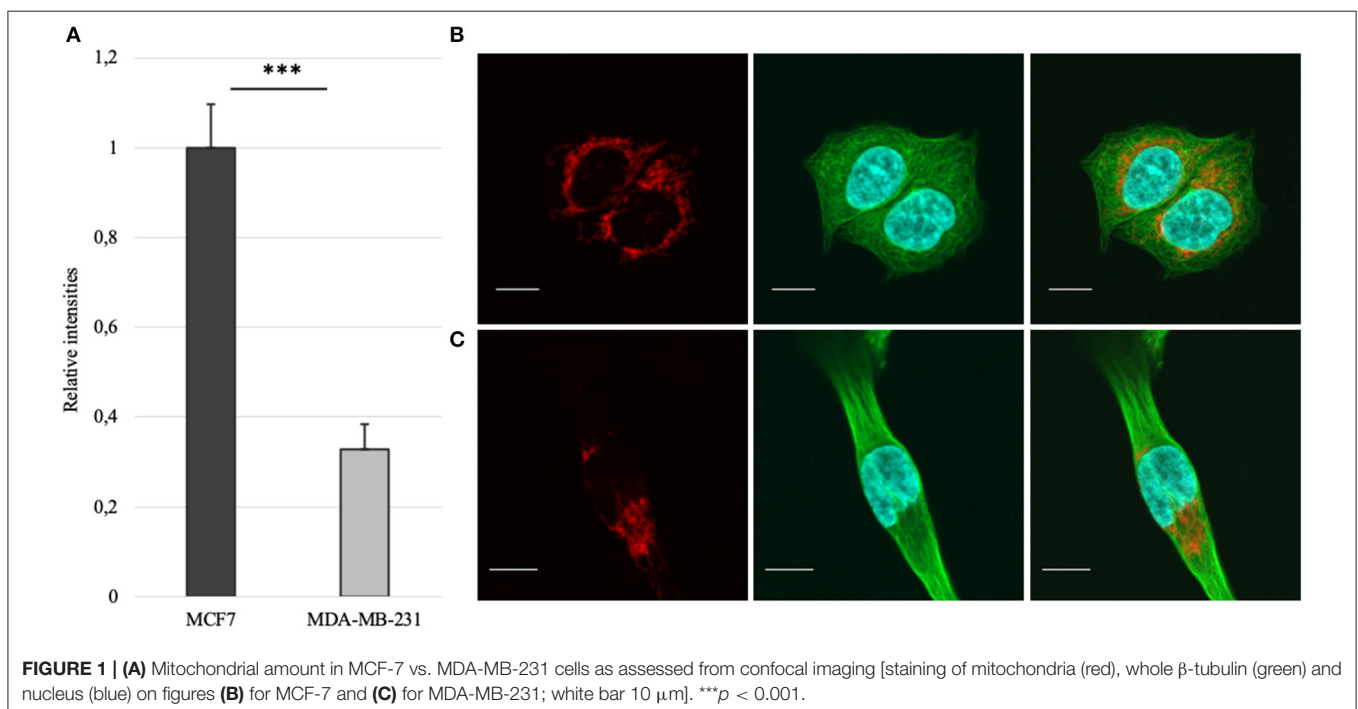 A
B
1,2
***
1
0,8
0,6
Relative intensities
C
0,4
0,2
0
MCF7 MDA-MB-231
FIGURE 1 | (A) Mitochondrial amount in MCF-7 vs. MDA-MB-231 cells as assessed from confocal imaging [staining of mitochondria (red), whole β-tubulin (green) and
nucleus (blue) on figures (B) for MCF-7 and (C) for MDA-MB-231; white bar 10 μm]. ***p < 0.001.